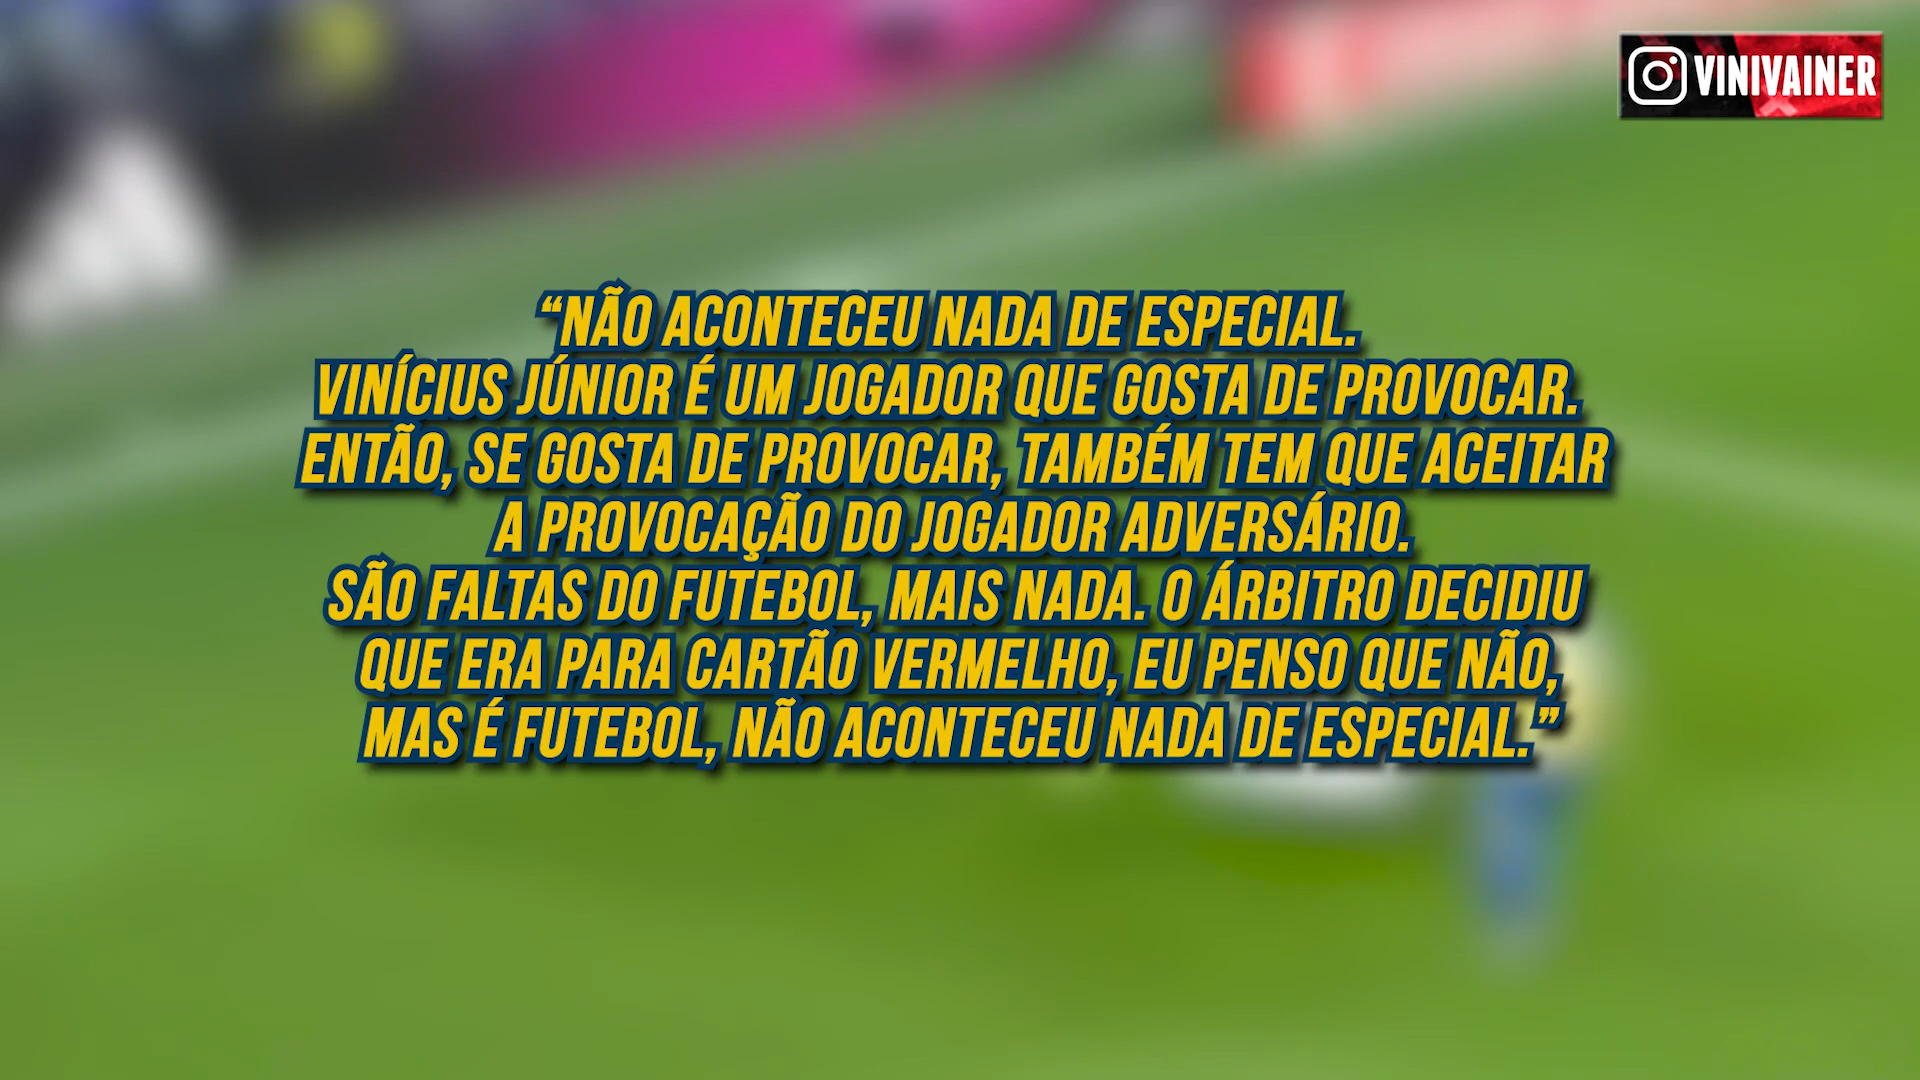 VINIVAINER
“NÃO ACONTECEU NADA DE ESPECIAL.
VINÍCIUS JÚNIOR É UM JOGADOR QUE GOSTA DE PROVOCAR.
ENTÃO, SE GOSTA DE PROVOCAR, TAMBÉM TEM QUE ACEITAR
A PROVOCAÇÃO DO JOGADOR ADVERSÁRIO.
SÃO FALTAS DO FUTEBOL, MAIS NADA. O ÁRBITRO DECIDIU
QUE ERA PARA CARTÃO VERMELHO, EU PENSO QUE NÃO,
MAS É FUTEBOL, NÃO ACONTECEU NADA DE ESPECIAL.”